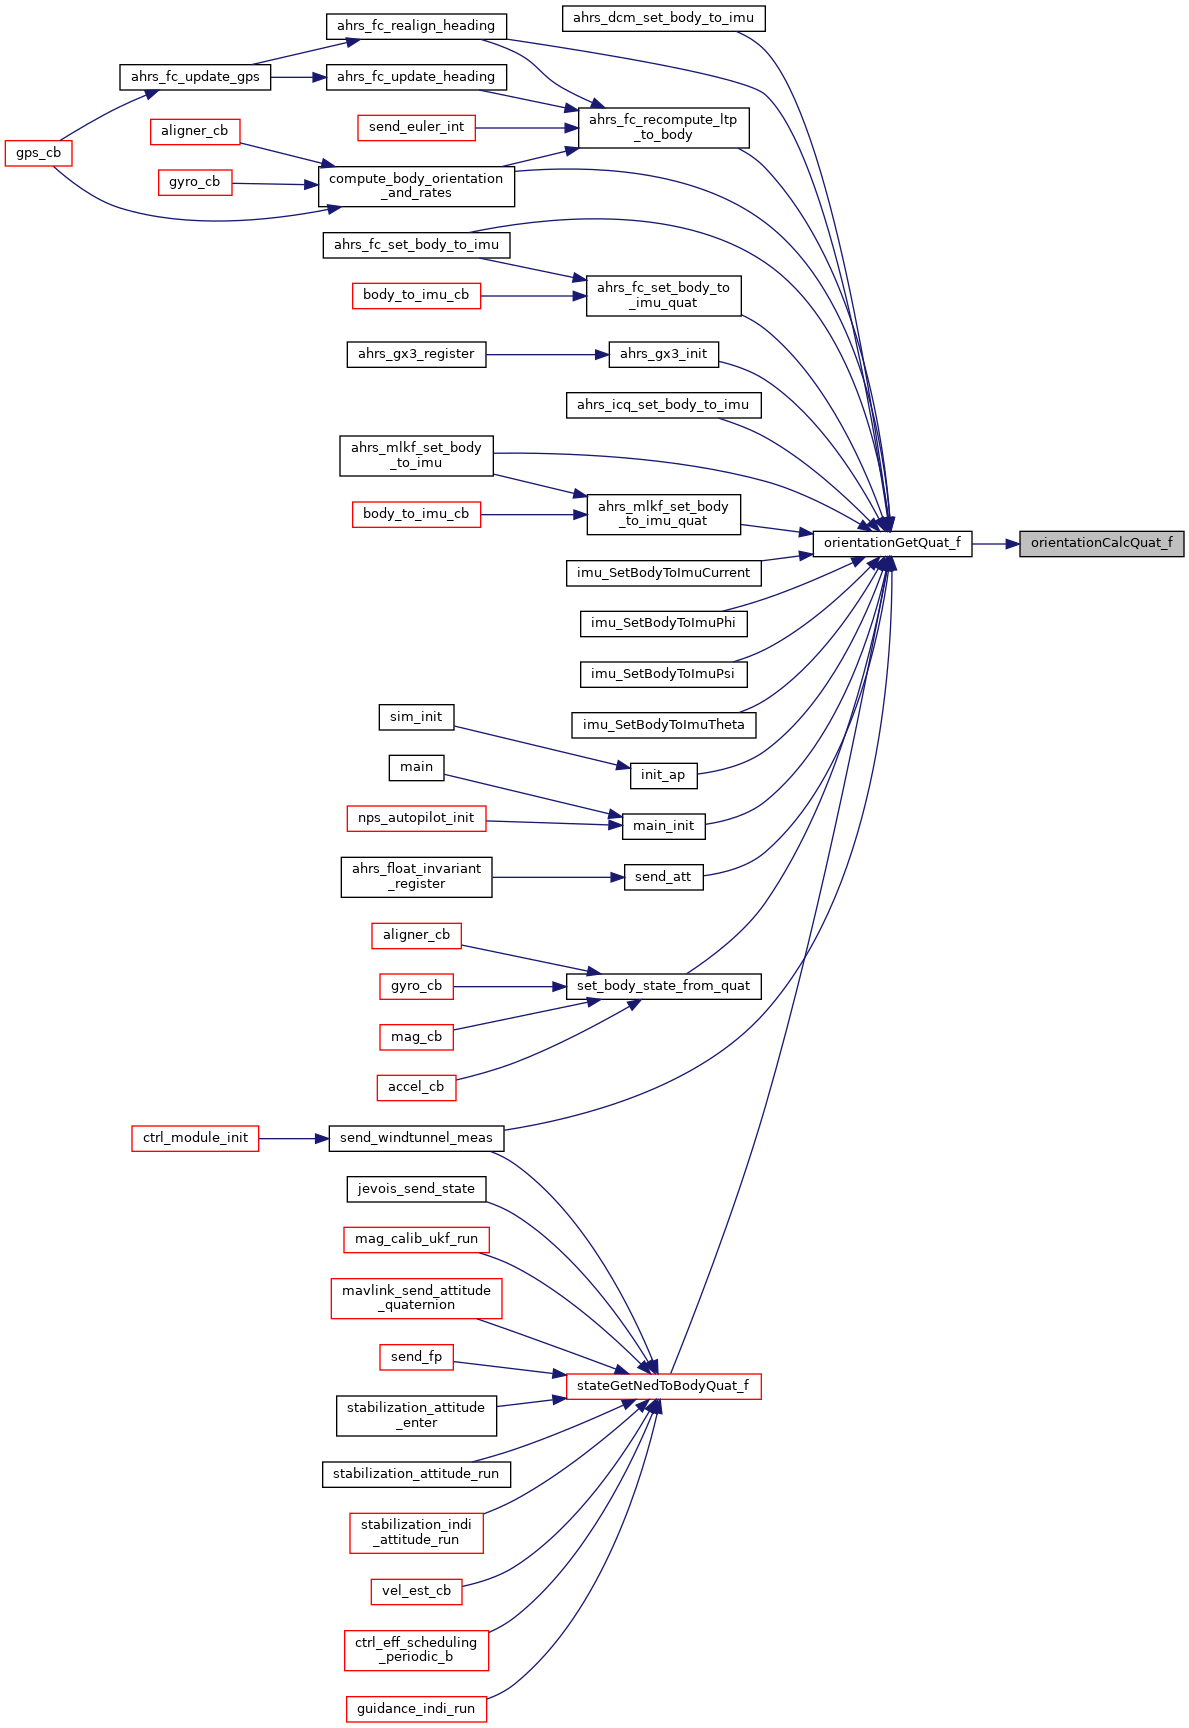 ahrs_dcm_set_body_to_imu
ahrs_fc_realign_heading
ahrs_fc_update_gps
ahrs_fc_update_heading
ahrs_fc_recompute_ltp
_to_body
send_euler_int
aligner_cb
gps_cb
gyro_cb
compute_body_orientation
_and_rates
ahrs_fc_set_body_to_imu
ahrs_fc_set_body_to
_imu_quat
body_to_imu_cb
ahrs_gx3_register
ahrs_gx3_init
ahrs_icq_set_body_to_imu
ahrs_mlkf_set_body
_to_imu
ahrs_mlkf_set_body
_to_imu_quat
body_to_imu_cb
orientationGetQuat_f
orientationCalcQuat_f
imu_SetBodyToImuCurrent
imu_SetBodyToImuPhi
imu_SetBodyToImuPsi
imu_SetBodyToImuTheta
sim_init
init_ap
main
nps_autopilot_init
main_init
ahrs_float_invariant
_register
send_att
aligner_cb
gyro_cb
set_body_state_from_quat
mag_cb
accel_cb
ctrl_module_init
send_windtunnel_meas
jevois_send_state
mag_calib_ukf_run
mavlink_send_attitude
_quaternion
send_fp
stateGetNedToBodyQuat_f
stabilization_attitude
_enter
stabilization_attitude_run
stabilization_indi
_attitude_run
vel_est_cb
ctrl_eff_scheduling
_periodic_b
guidance_indi_run